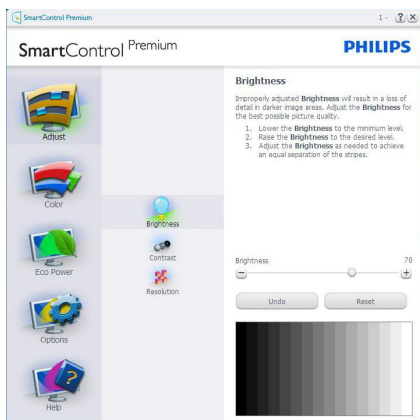 SmartControl Premium
1 -
SmartControl Premium
PHILIPS
Adjust
Color
Eco Power
Options
Help
Brightness
Contrast
Resolution
Brightness
Improperly adjusted Brightness will result in a loss of
detail in darker image areas. Adjust the Brightness for
the best possible picture quality.
1. Lower the Brightness to the minimum level.
2. Raise the Brightness to the desired level.
3. Adjust the Brightness as needed to achieve
an equal separation of the stripes.
Brightness 70
Undo Reset